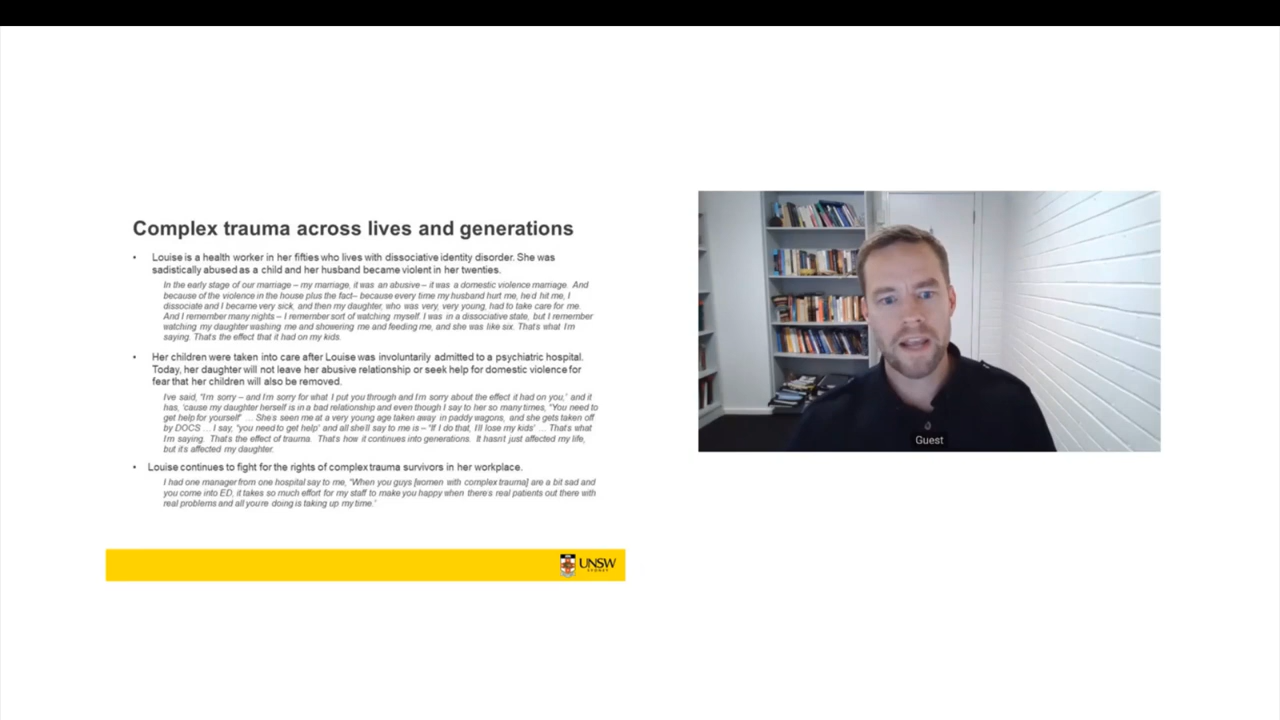 Complex trauma across lives and generations
• Louise is a health worker in her fifties who lives with dissociative identity disorder. She was
sadistically abused as a child and her husband became violent in her twenties.
In the early stage of our marriage – my marriage, it was an abusive – it was a domestic violence marriage. And
because of the violence in the house plus the fact– because every time my husband hurt me, he'd hit me, I
dissociate and I became very sick, and then my daughter, who was very, very young, had to take care for me.
And I remember many nights – I remember sort of watching myself. I was in a dissociative state, but I remember
watching my daughter washing me and showering me and feeding me, and she was like six. That's what I'm
saying. That's the effect that it had on my kids.
• Her children were taken into care after Louise was involuntarily admitted to a psychiatric hospital.
Today, her daughter will not leave her abusive relationship or seek help for domestic violence for
fear that her children will also be removed.
I've said, "I'm sorry – and I'm sorry for what I put you through and I'm sorry about the effect it had on you,' and it
has, 'cause my daughter herself is in a bad relationship and even though I say to her so many times, "You need to
get help for yourself' … She's seen me at a very young age taken away in paddy wagons, and she gets taken off
by DOCS … I say, "you need to get help' and all she'll say to me is – "If I do that, I'll lose my kids' … That's what
I'm saying. That's the effect of trauma. That's how it continues into generations. It hasn't just affected my life,
but it's affected my daughter.
• Louise continues to fight for the rights of complex trauma survivors in her workplace.
I had one manager from one hospital say to me, "When you guys [women with complex trauma] are a bit sad and
you come into ED, it takes so much effort for my staff to make you happy when there's real patients out there with
real problems and all you're doing is taking up my time.'
UNSW
SYDNEY
Guest